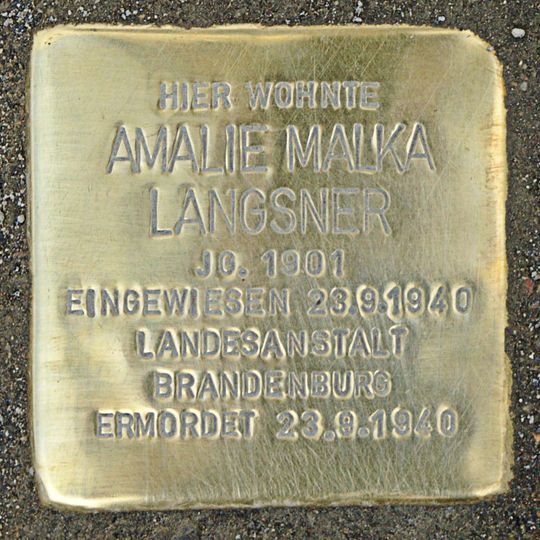 HIER WOHNTE
AMALIE MALKA
LANGSNER
JG. 1901
EINGEWIESEN 23.9.1940
LANDESANSTALT
BRANDENBURG
ERMORDET 23.9.1940